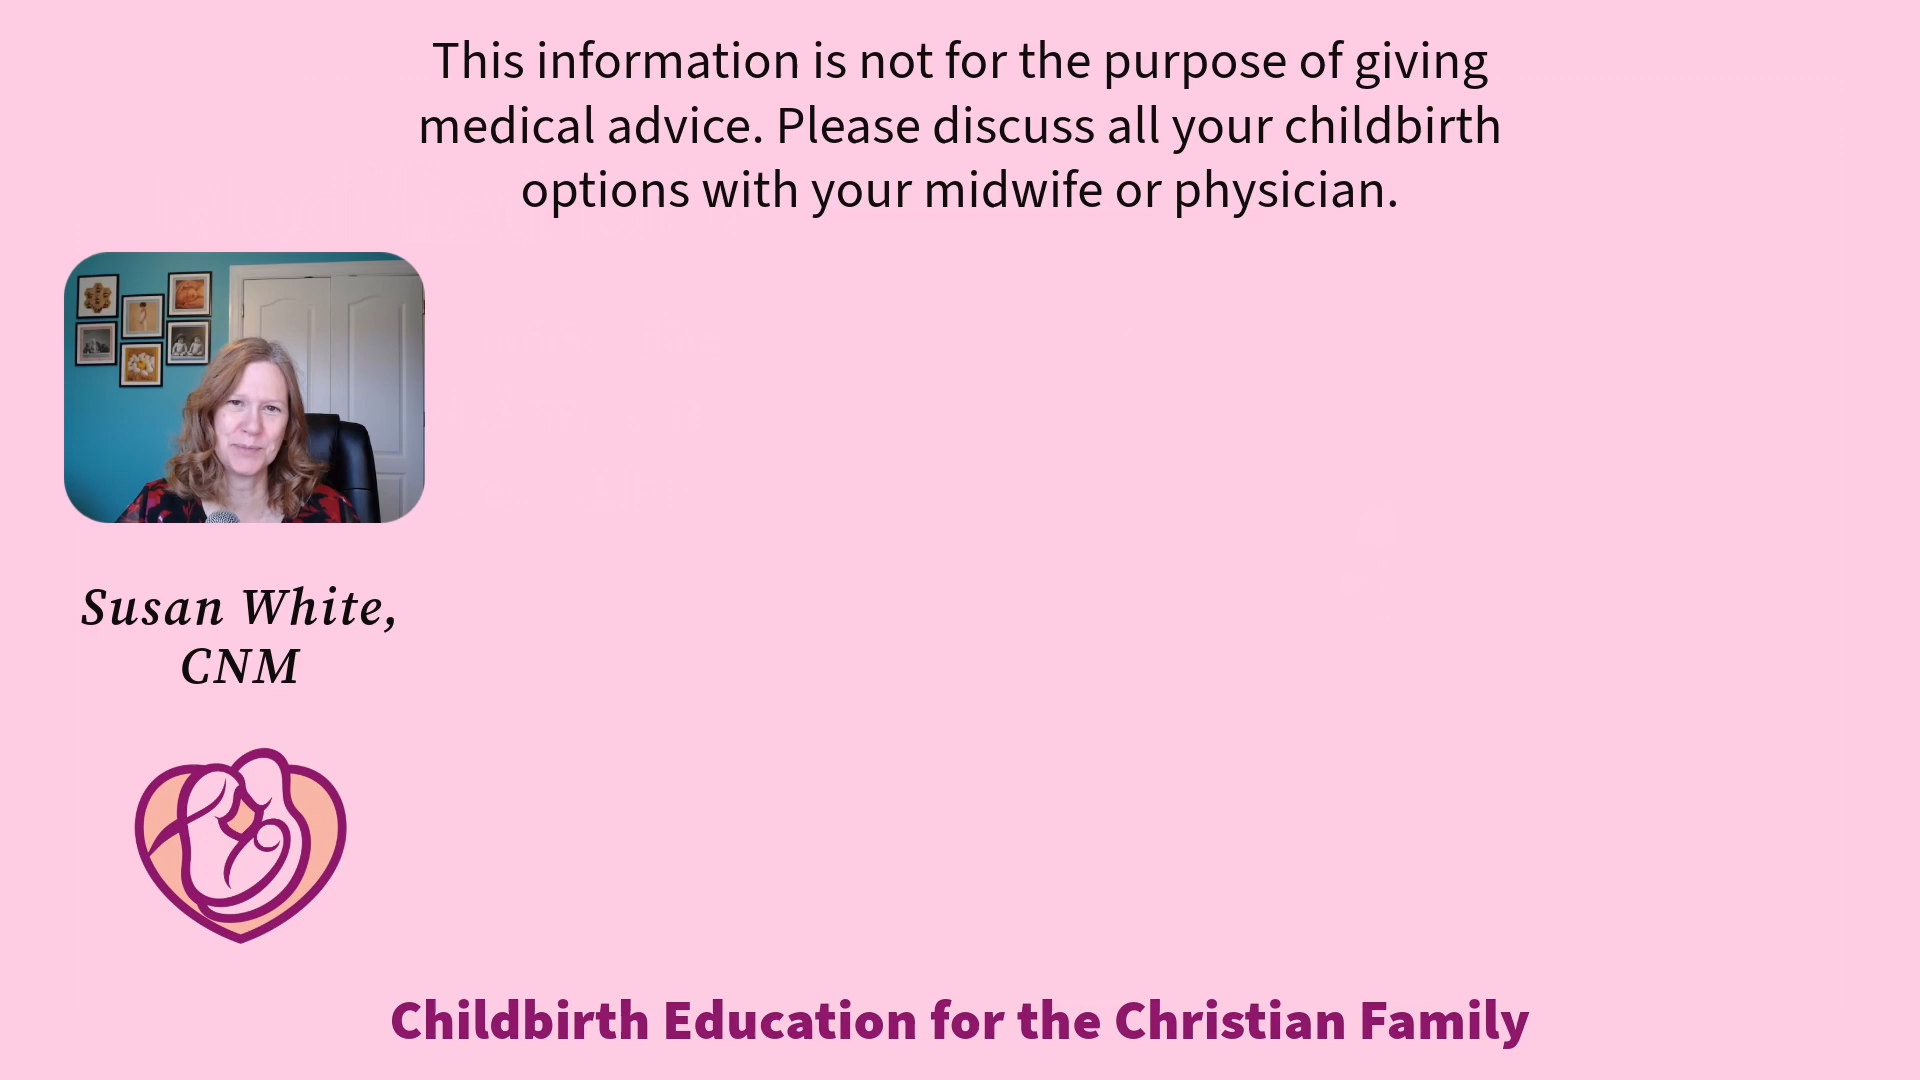 This information is not for the purpose of giving
medical advice. Please discuss all your childbirth
options with your midwife or physician.
Susan White,
CNM
Childbirth Education for the Christian Family